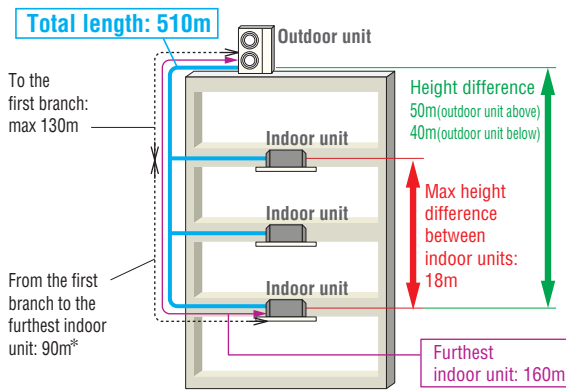 Total length: 510m
Outdoor unit
To the
first branch:
max 130m
Height difference
50m(outdoor unit above)
40m(outdoor unit below)
Indoor unit
Max height
difference
between
indoor units:
18m
Indoor unit
From the first
branch to the
furthest indoor
unit: 90m*
Indoor unit
Furthest
indoor unit: 160m